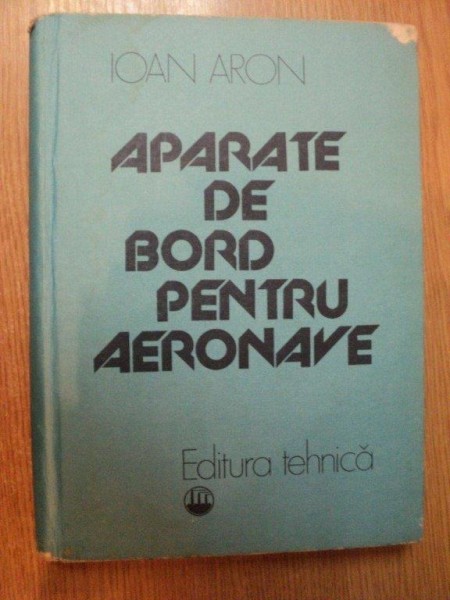 IOAN ARON
APARATE
DE
BORD
PENTRU
AERONAVE
Editura tehnică